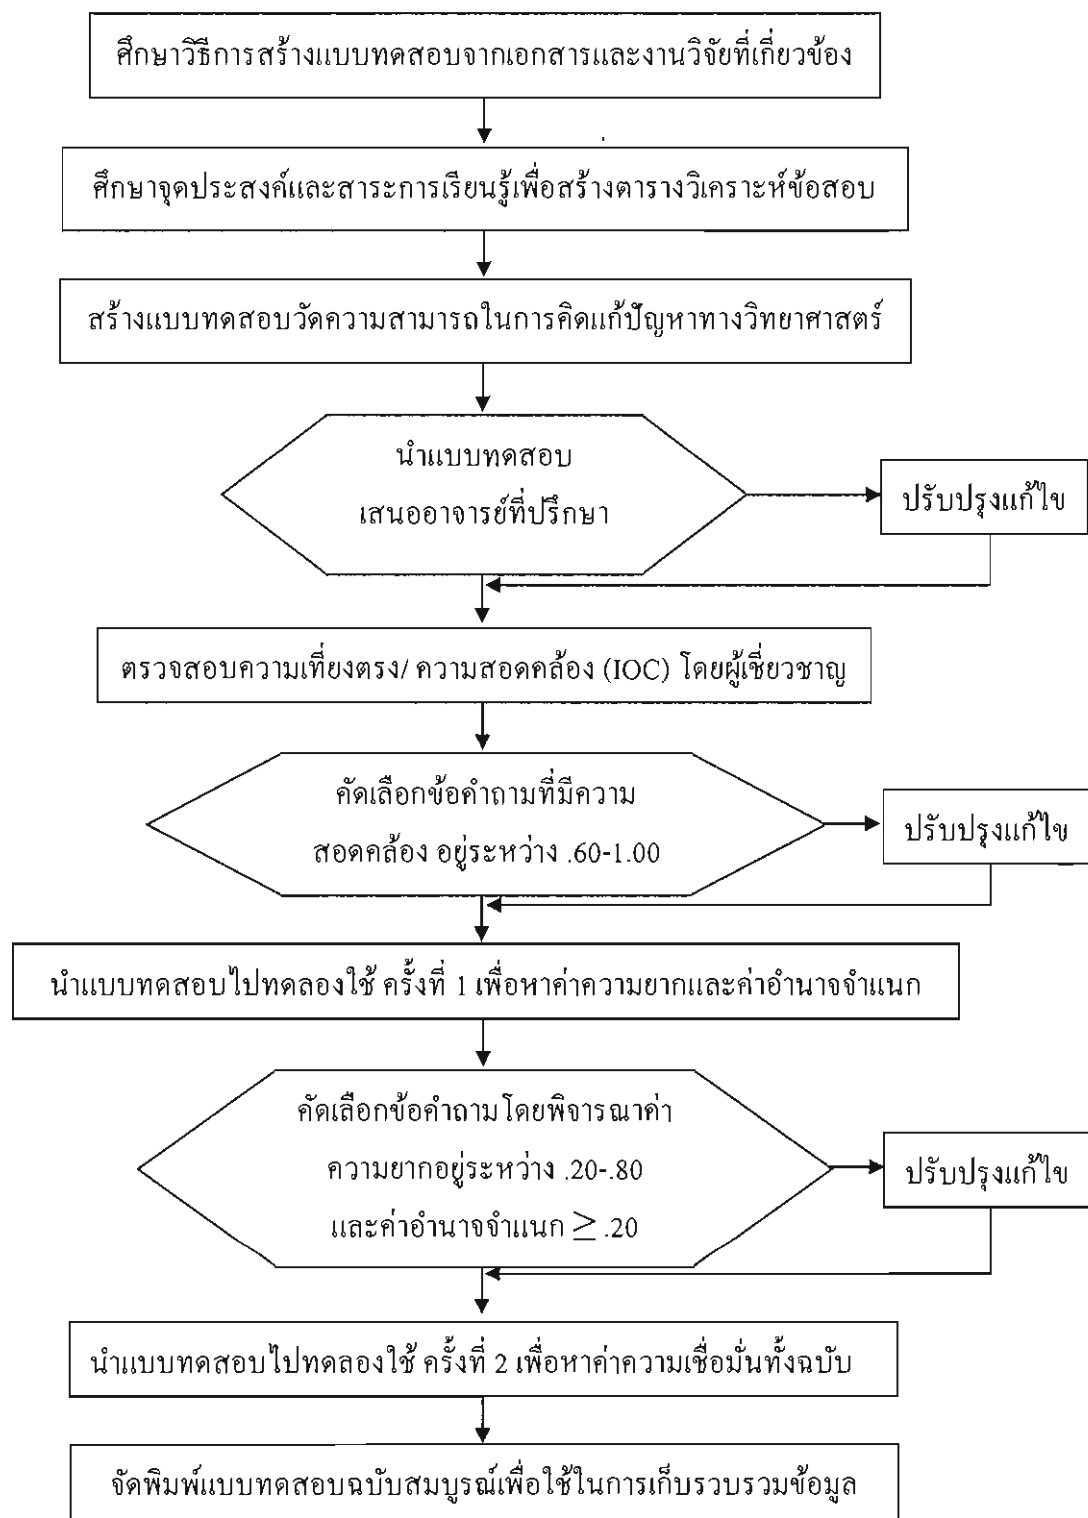 ศึกษาวิธีการสร้างแบบทดสอบจากเอกสารและงานวิจัยที่เกี่ยวข้อง
ศึกษาจุดประสงค์และสาระการเรียนรู้เพื่อสร้างตารางวิเคราะห์ข้อสอบ
สร้างแบบทดสอบวัดความสามารถในการคิดแก้ปัญหาทางวิทยาศาสตร์
นำแบบทดสอบ
เสนออาจารย์ที่ปรึกษา
ปรับปรุงแก้ไข
ตรวจสอบความเที่ยงตรง/ ความสอดคล้อง (IOC) โดยผู้เชี่ยวชาญ
คัดเลือกข้อคำถามที่มีความ
สอดคล้อง อยู่ระหว่าง .60-1.00
ปรับปรุงแก้ไข
นำแบบทดสอบไปทดลองใช้ ครั้งที่ 1 เพื่อหาค่าความยากและค่าอำนาจจำแนก
คัดเลือกข้อคำถามโดยพิจารณาค่า
ความยากอยู่ระหว่าง .20-.80
และค่าอำนาจจำแนก ≥ .20
ปรับปรุงแก้ไข
นำแบบทดสอบไปทดลองใช้ ครั้งที่ 2 เพื่อหาค่าความเชื่อมั่นทั้งฉบับ
จัดพิมพ์แบบทดสอบฉบับสมบูรณ์เพื่อใช้ในการเก็บรวบรวมข้อมูล